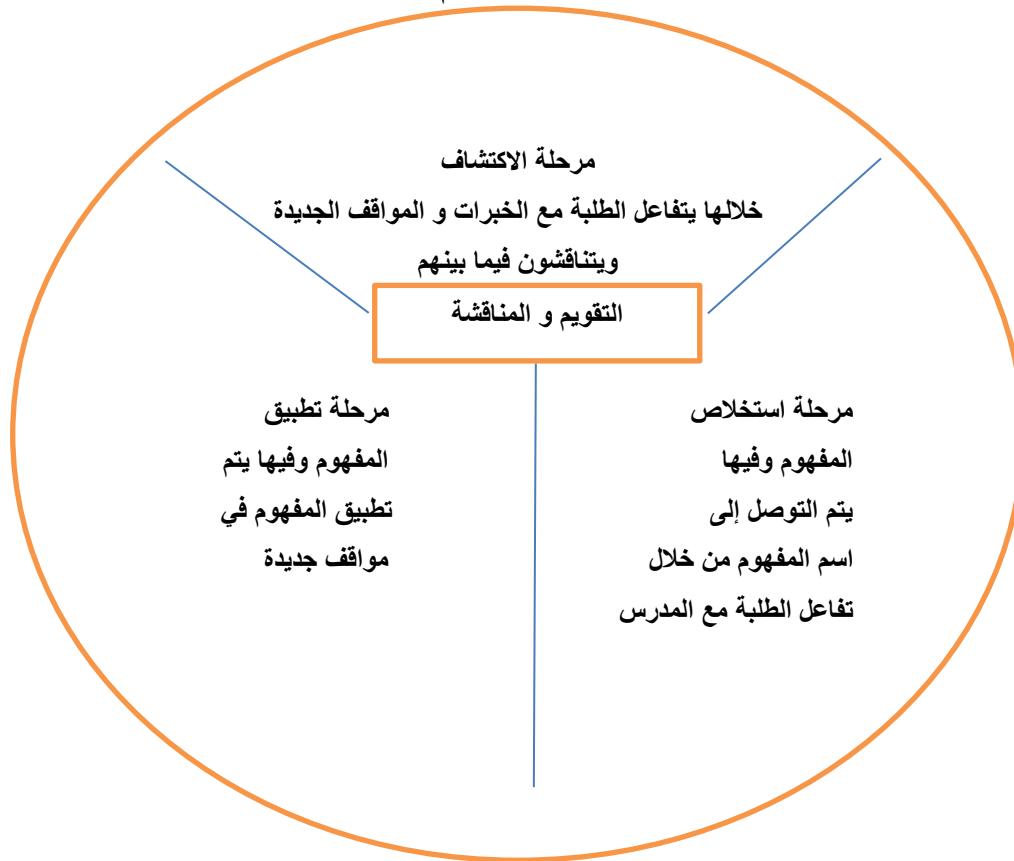 مرحلة الاكتشاف
خلالها يتفاعل الطلبة مع الخبرات و المواقف الجديدة
ويتناقشون فيما بينهم
التقويم و المناقشة
مرحلة استخلاص
المفهوم وفيها
يتم التوصل إلى
اسم المفهوم من خلال
تفاعل الطلبة مع المدرس
مرحلة تطبيق
المفهوم وفيها يتم
تطبيق المفهوم في
مواقف جديدة